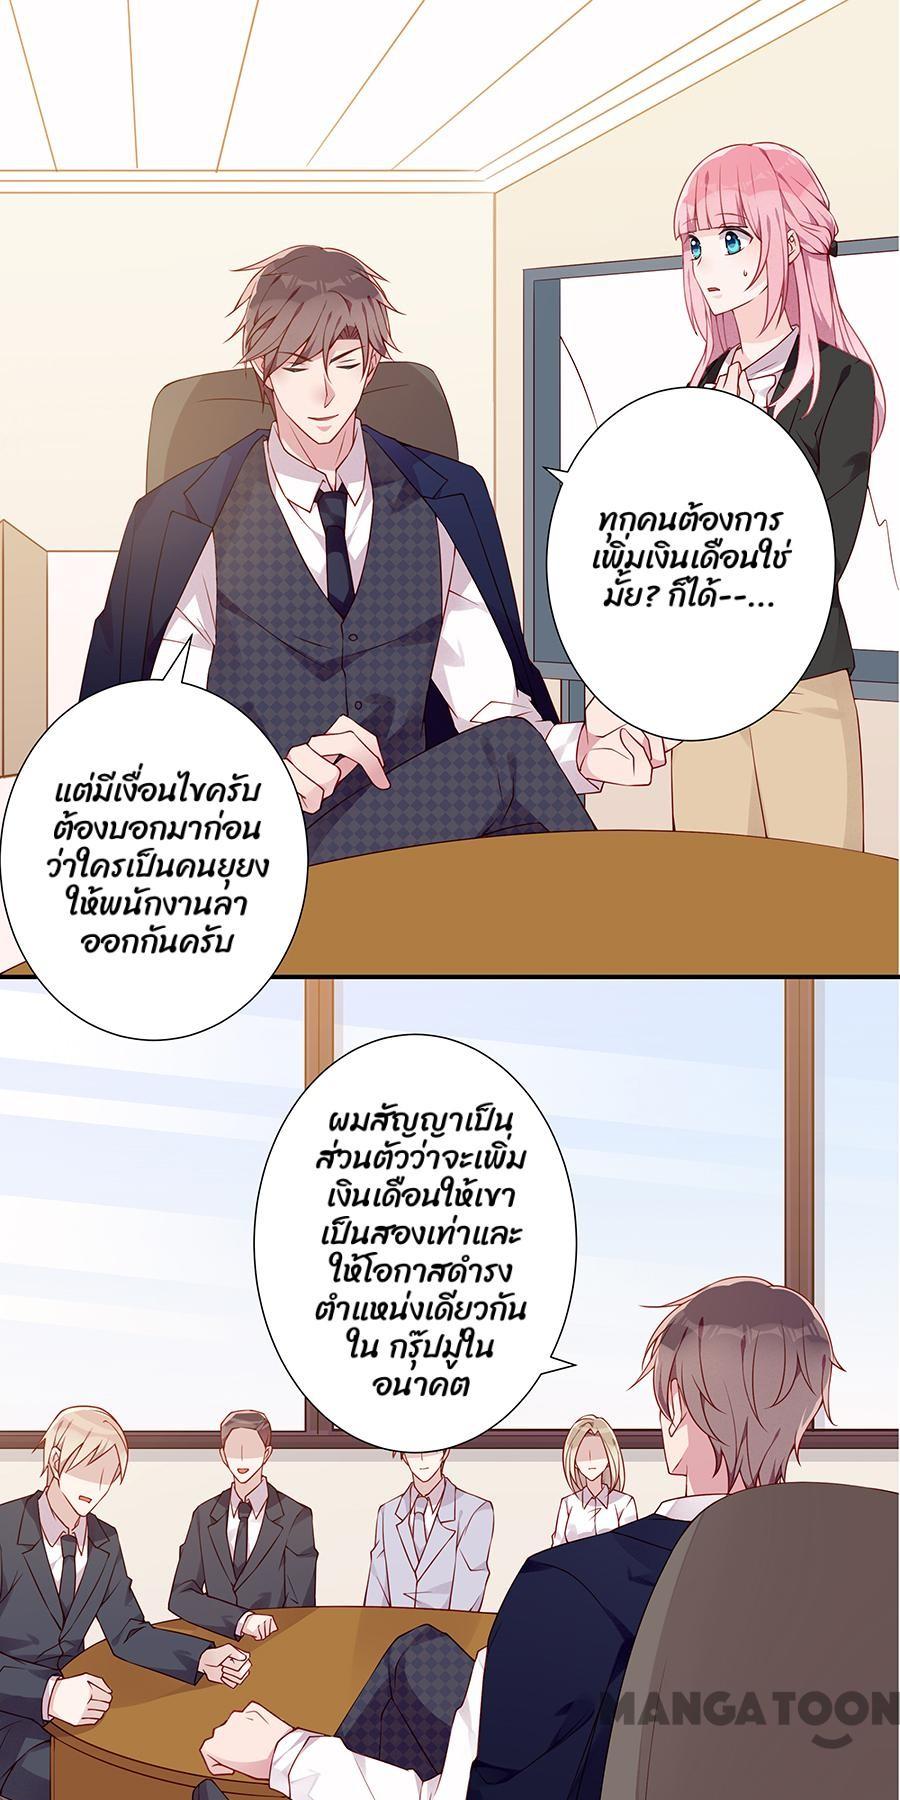 ทุกคนต้องการ
เพิ่มเงินเดือนใช่
มั้ย? ก็ได้--...
แต่มีเงื่อนไขครับ
ต้องบอกมาก่อน
ว่าใครเป็นคนยุยง
ให้พนักงานลา
ออกกันครับ
ผมสัญญาเป็น
ส่วนตัวว่าจะเพิ่ม
เงินเดือนให้เขา
เป็นสองเท่าและ
ให้โอกาสดำรง
ตำแหน่งเดียวกัน
ใน กรุ๊ปมู่ใน
อนาคต
MANGA TOON